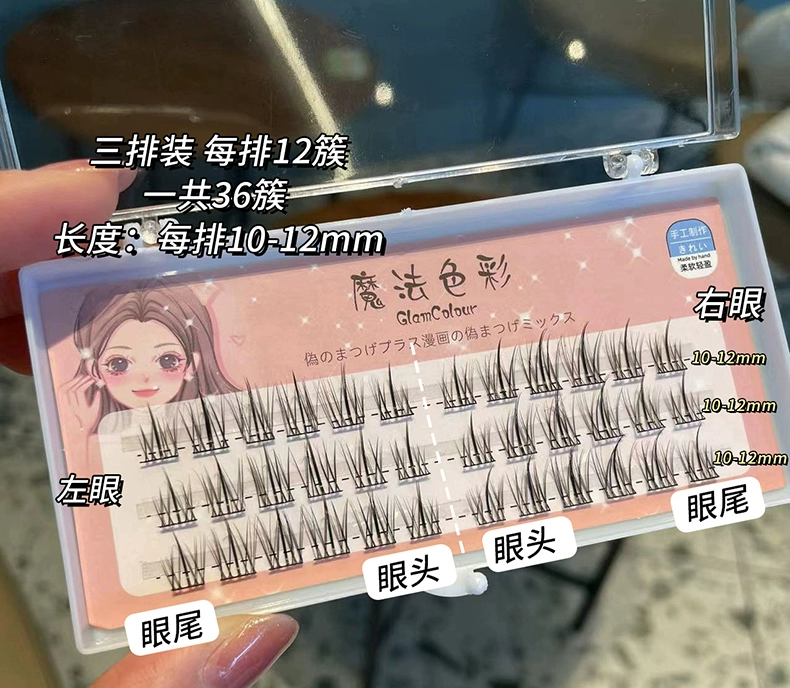 三排装 每排12簇
一共36簇
长度：每排10-12mm
手工制作
きれい
Made by hand
柔软轻盈
魔法色彩
GlamColour
偽のまつげプラス漫画の偽まつげミックス
右眼
10-12mm
10-12mm
10-12mm
左眼
眼尾
眼头
眼头
眼尾